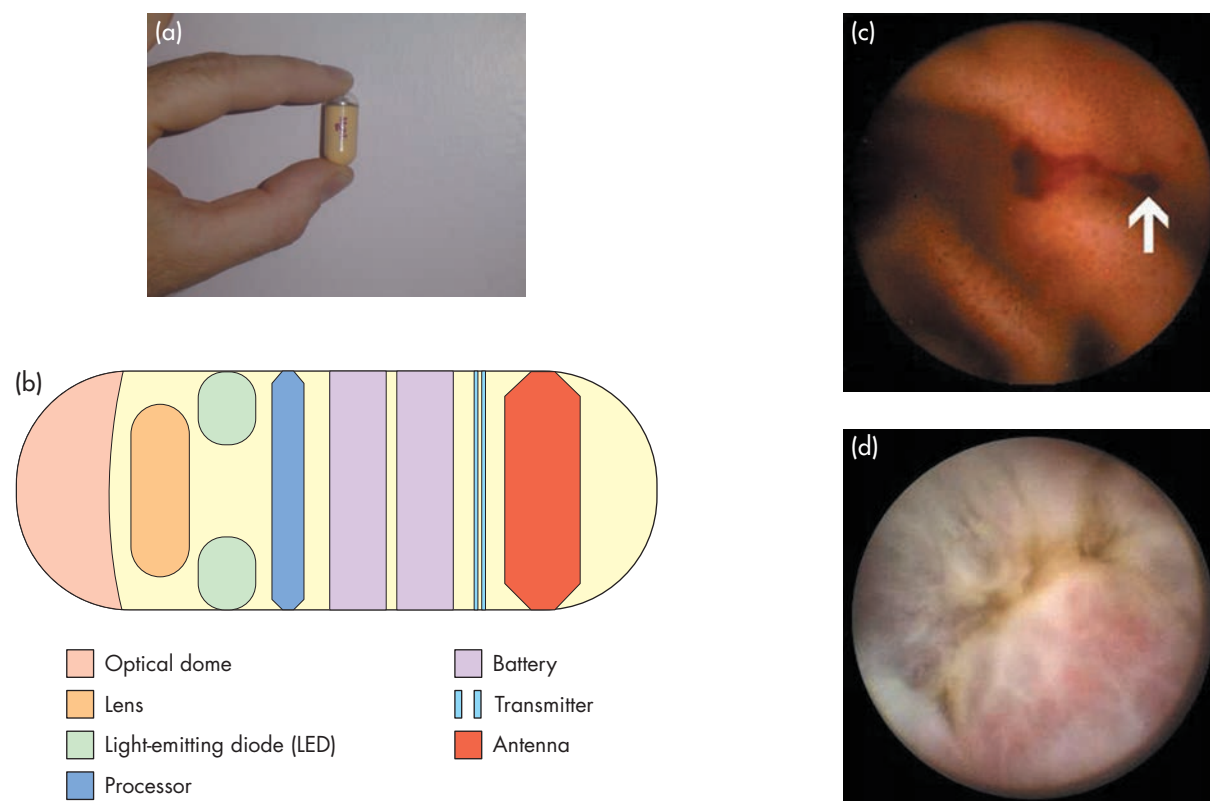 (a)
(b)
Optical dome
Lens
Light-emitting diode (LED)
Processor
Battery
Transmitter
Antenna
(c)
(d)